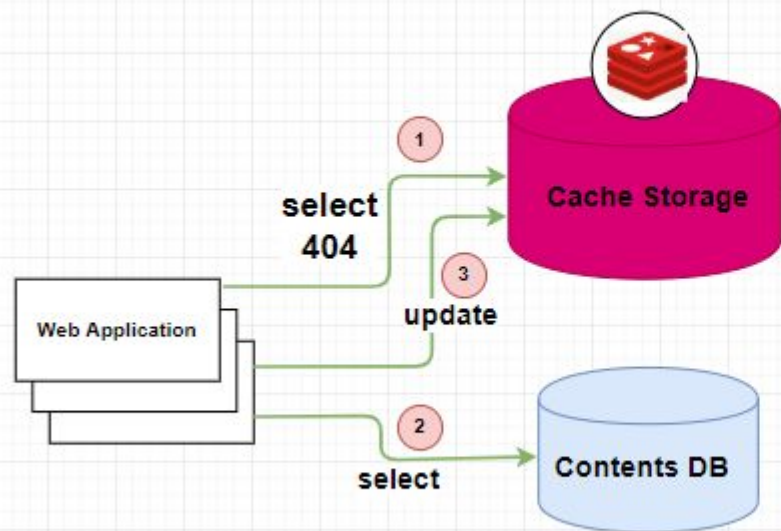 1
Cache Storage
select
404
3
Web Application
update
2
Contents DB
select